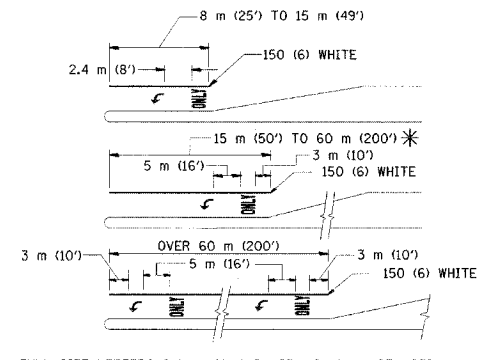 8 m (25') TO 15 m (49')
150 (6) WHITE
2.4 m (8')
ONLY
15 m (50') TO 60 m (200') *
5 m (16')
3 m (10')
150 (6) WHITE
ONLY
OVER 60 m (200')
3 m (10')
5 m (16')
3 m (10')
150 (6) WHITE
ONLY
ONLY